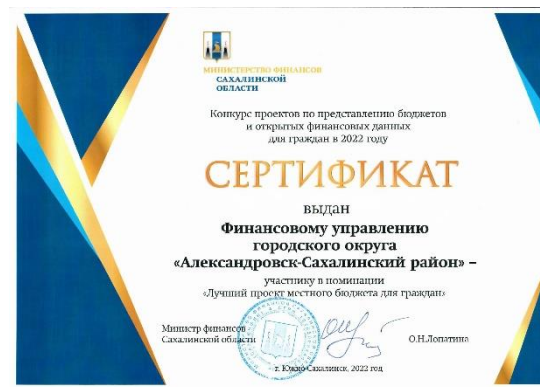 МИНИСТЕРСТВО ФИНАНСОВ
САХАЛИНСКОЙ
ОБЛАСТИ
Конкурс проектов по представлению бюджетов
и открытых финансовых данных
для граждан в 2022 году
СЕРТИФИКАТ
выдан
Финансовому управлению
городского округа
«Александровск-Сахалинский район» –
участнику в номинации
«Лучший проект местного бюджета для граждан»
Министр финансов
Сахалинской области
О.Н.Лопатина
г. Южно-Сахалинск, 2022 год